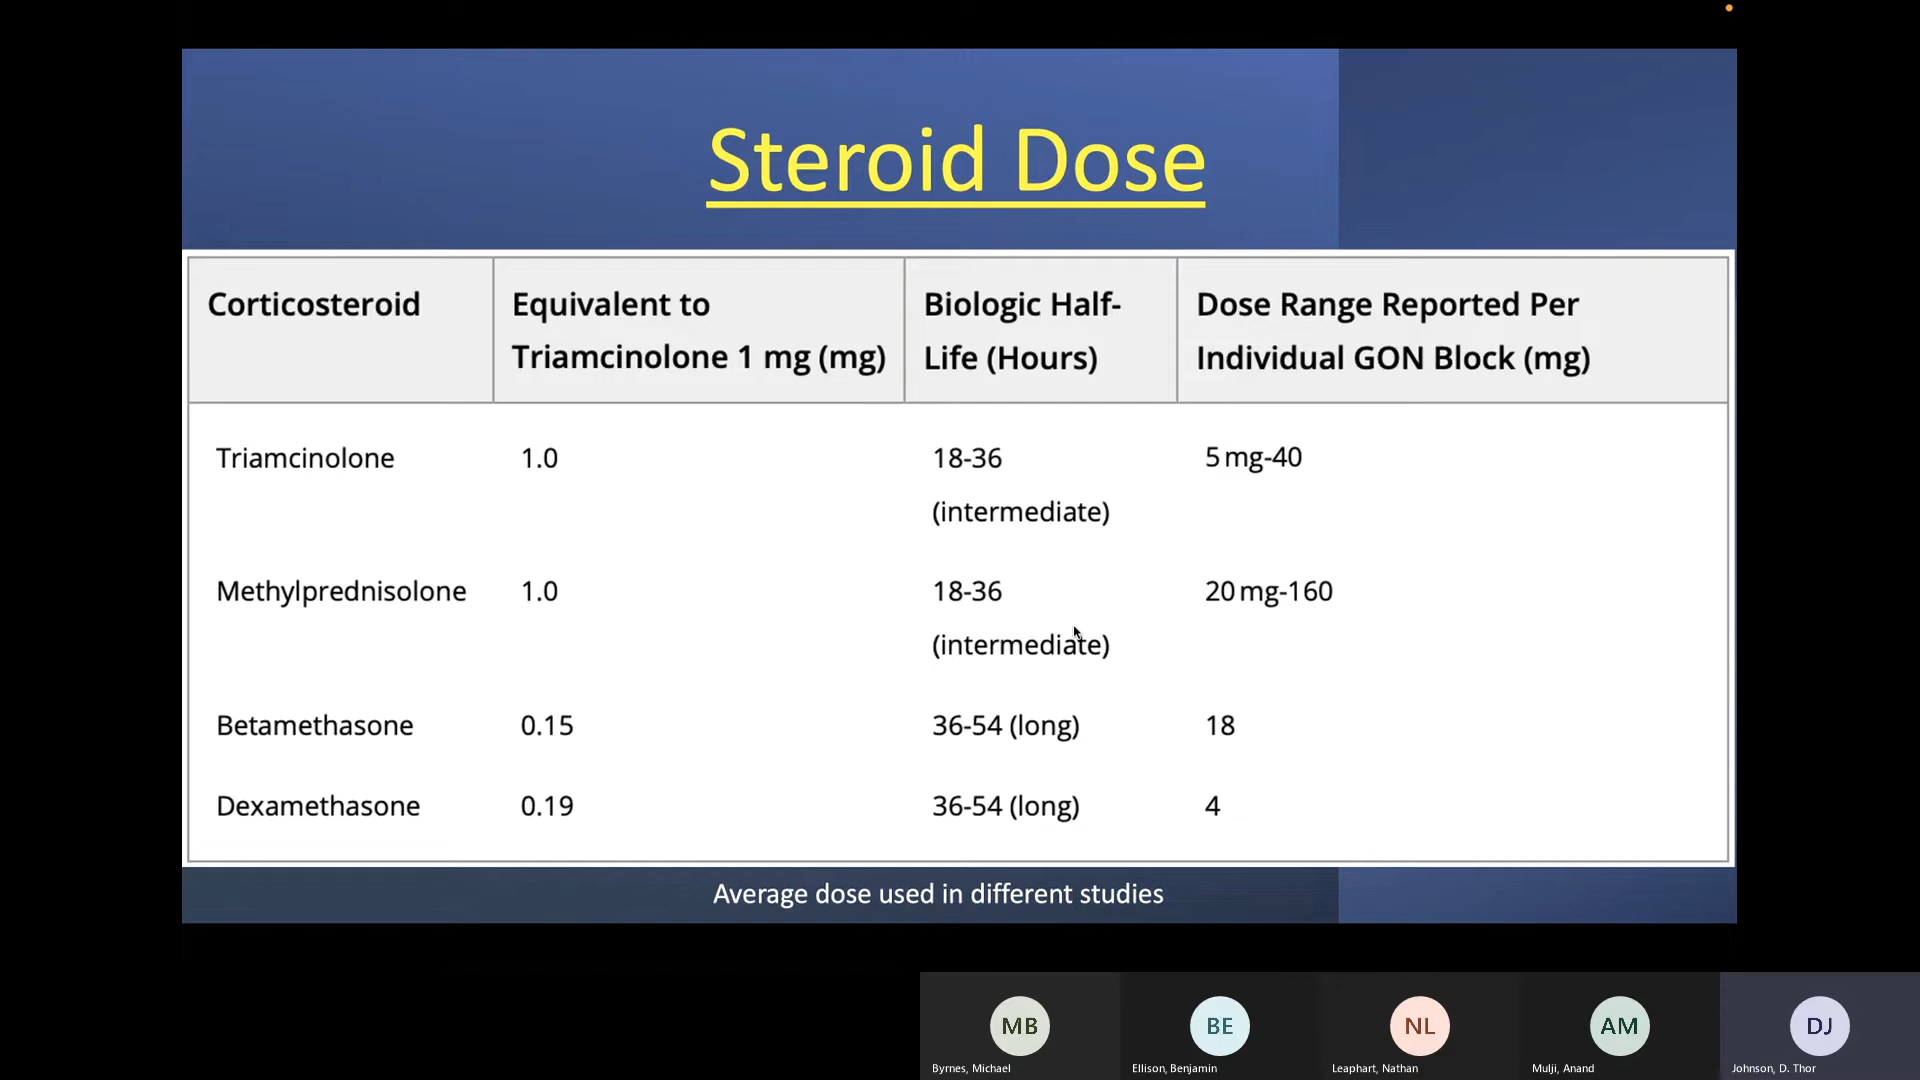 Steroid Dose
Corticosteroid
Equivalent to
Triamcinolone 1 mg (mg)
Biologic Half-
Life (Hours)
Dose Range Reported Per
Individual GON Block (mg)
Triamcinolone
1.0
18-36
(intermediate)
5 mg-40
Methylprednisolone
1.0
18-36
(intermediate)
20 mg-160
Betamethasone
0.15
36-54 (long)
18
Dexamethasone
0.19
36-54 (long)
4
Average dose used in different studies
MB
Byrnes, Michael
BE
Ellison, Benjamin
NL
Leaphart, Nathan
AM
Mulji, Anand
DJ
Johnson, D. Thor